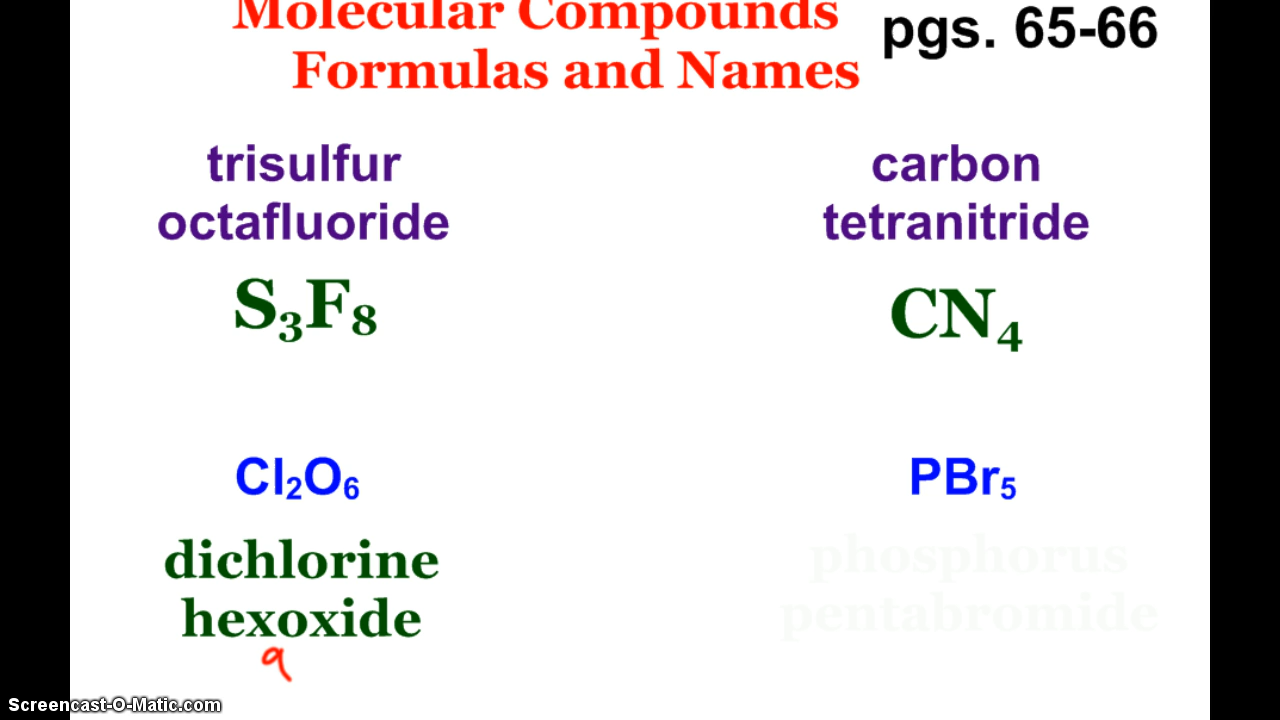 Molecular Compounds
Formulas and Names
pgs. 65-66
trisulfur
octafluoride
S₃F₈
carbon
tetranitride
CN₄
Cl₂O₆
dichlorine
hexoxide
a
PBr₅
phosphorus
pentabromide
Screencast-O-Matic.com